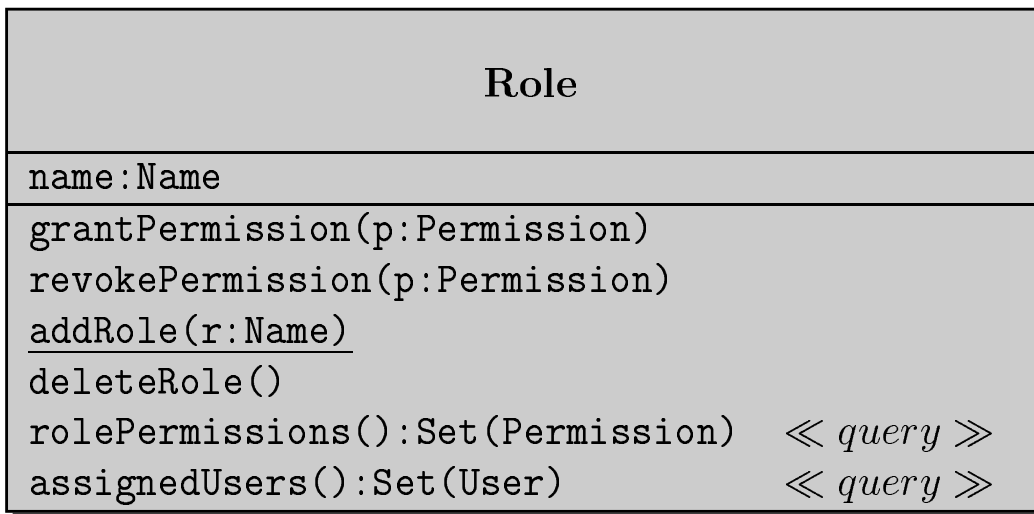 Role
name:Name
grantPermission(p:Permission)
revokePermission(p:Permission)
addRole(r:Name)
deleteRole()
rolePermissions():Set(Permission) ≪ query ≫
assignedUsers():Set(User) ≪ query ≫